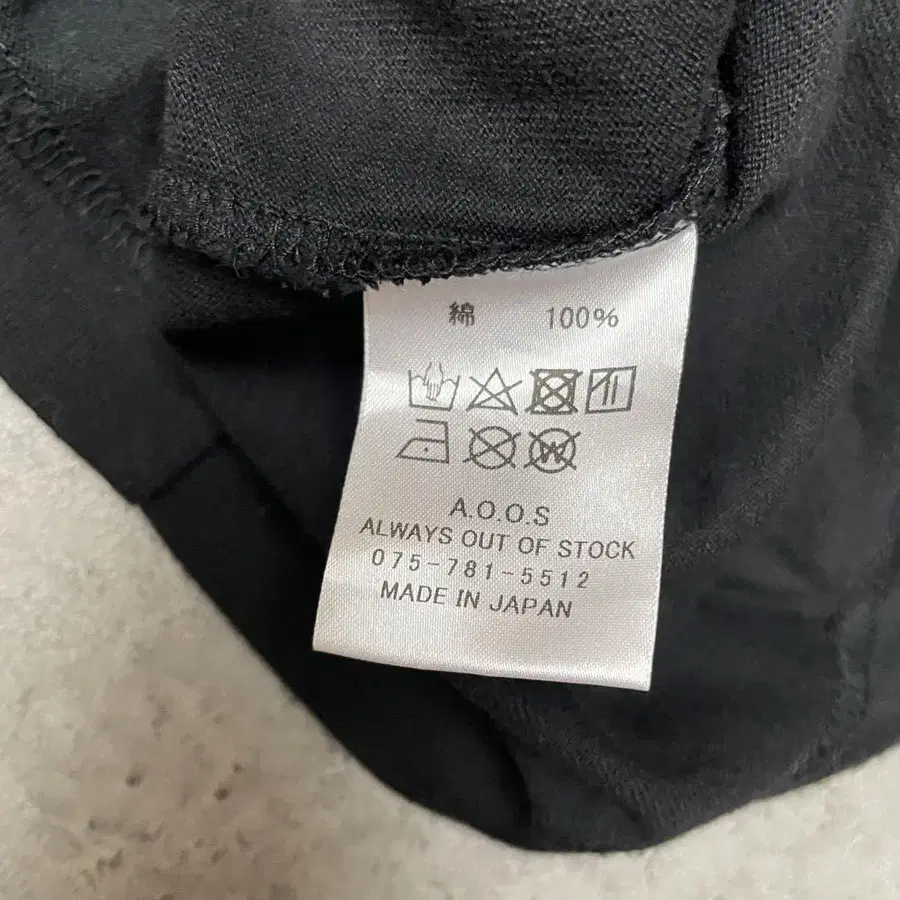 綿 100%
W
A.O.O.S
ALWAYS OUT OF STOCK
075-781-5512
MADE IN JAPAN